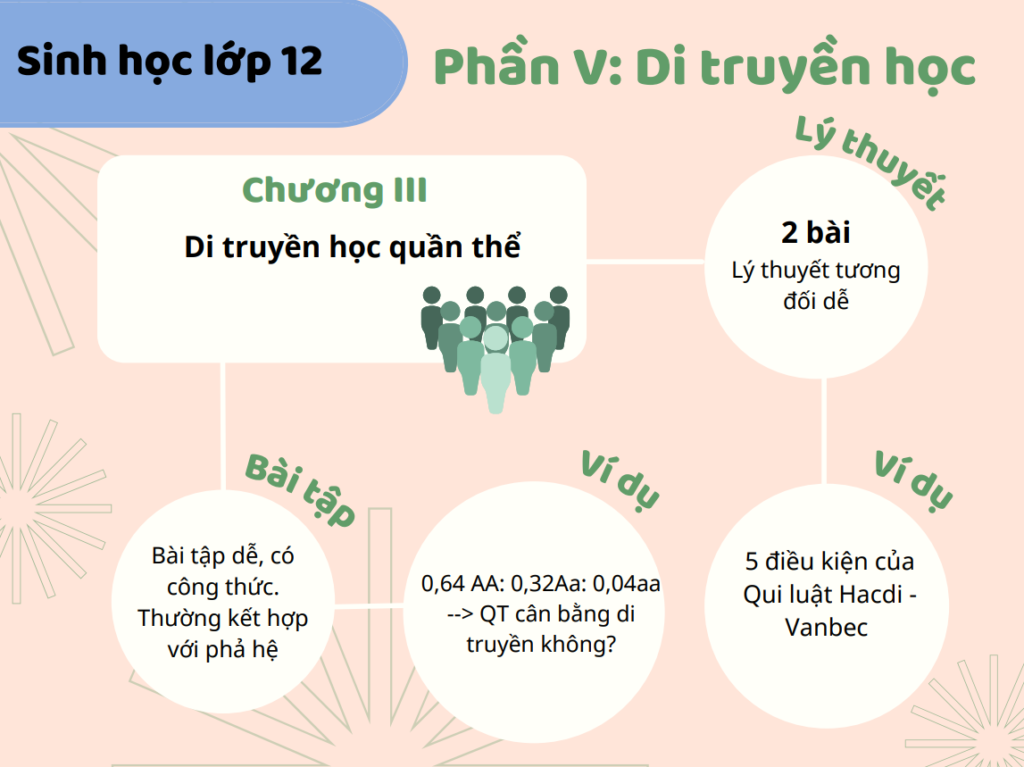 Sinh học lớp 12
Phần V: Di truyền học
Chương III
Di truyền học quần thể
Lý thuyết
2 bài
Lý thuyết tương
đối dễ
Bài tập
Bài tập dễ, có
công thức.
Thường kết hợp
với phả hệ
Ví dụ
0,64 AA: 0,32Aa: 0,04aa
--> QT cân bằng di
truyền không?
Ví dụ
5 điều kiện của
Qui luật Hacdi -
Vanbec